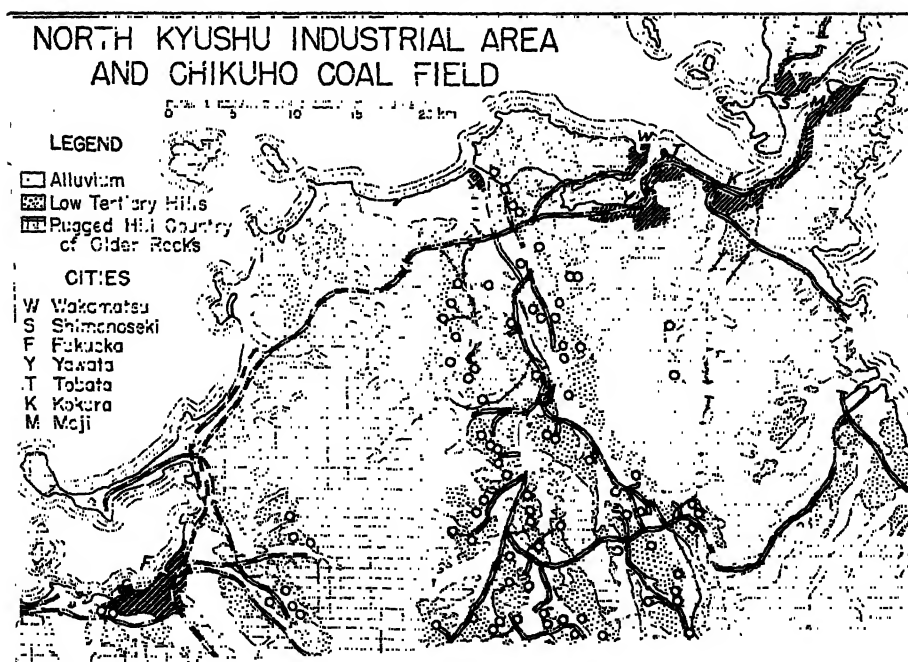 NORTH KYUSHU INDUSTRIAL AREA
AND CHIKUHO COAL FIELD
0 5 10 15 20 km
LEGEND
Alluvium
Low Tertiary Hills
Rugged Hill Country
of Older Rocks
CITIES
W Wakamatsu
S Shimonoseki
F Fukuoka
Y Yawata
T Tobata
K Kokura
M Moji
S M
W T
K
Y
F